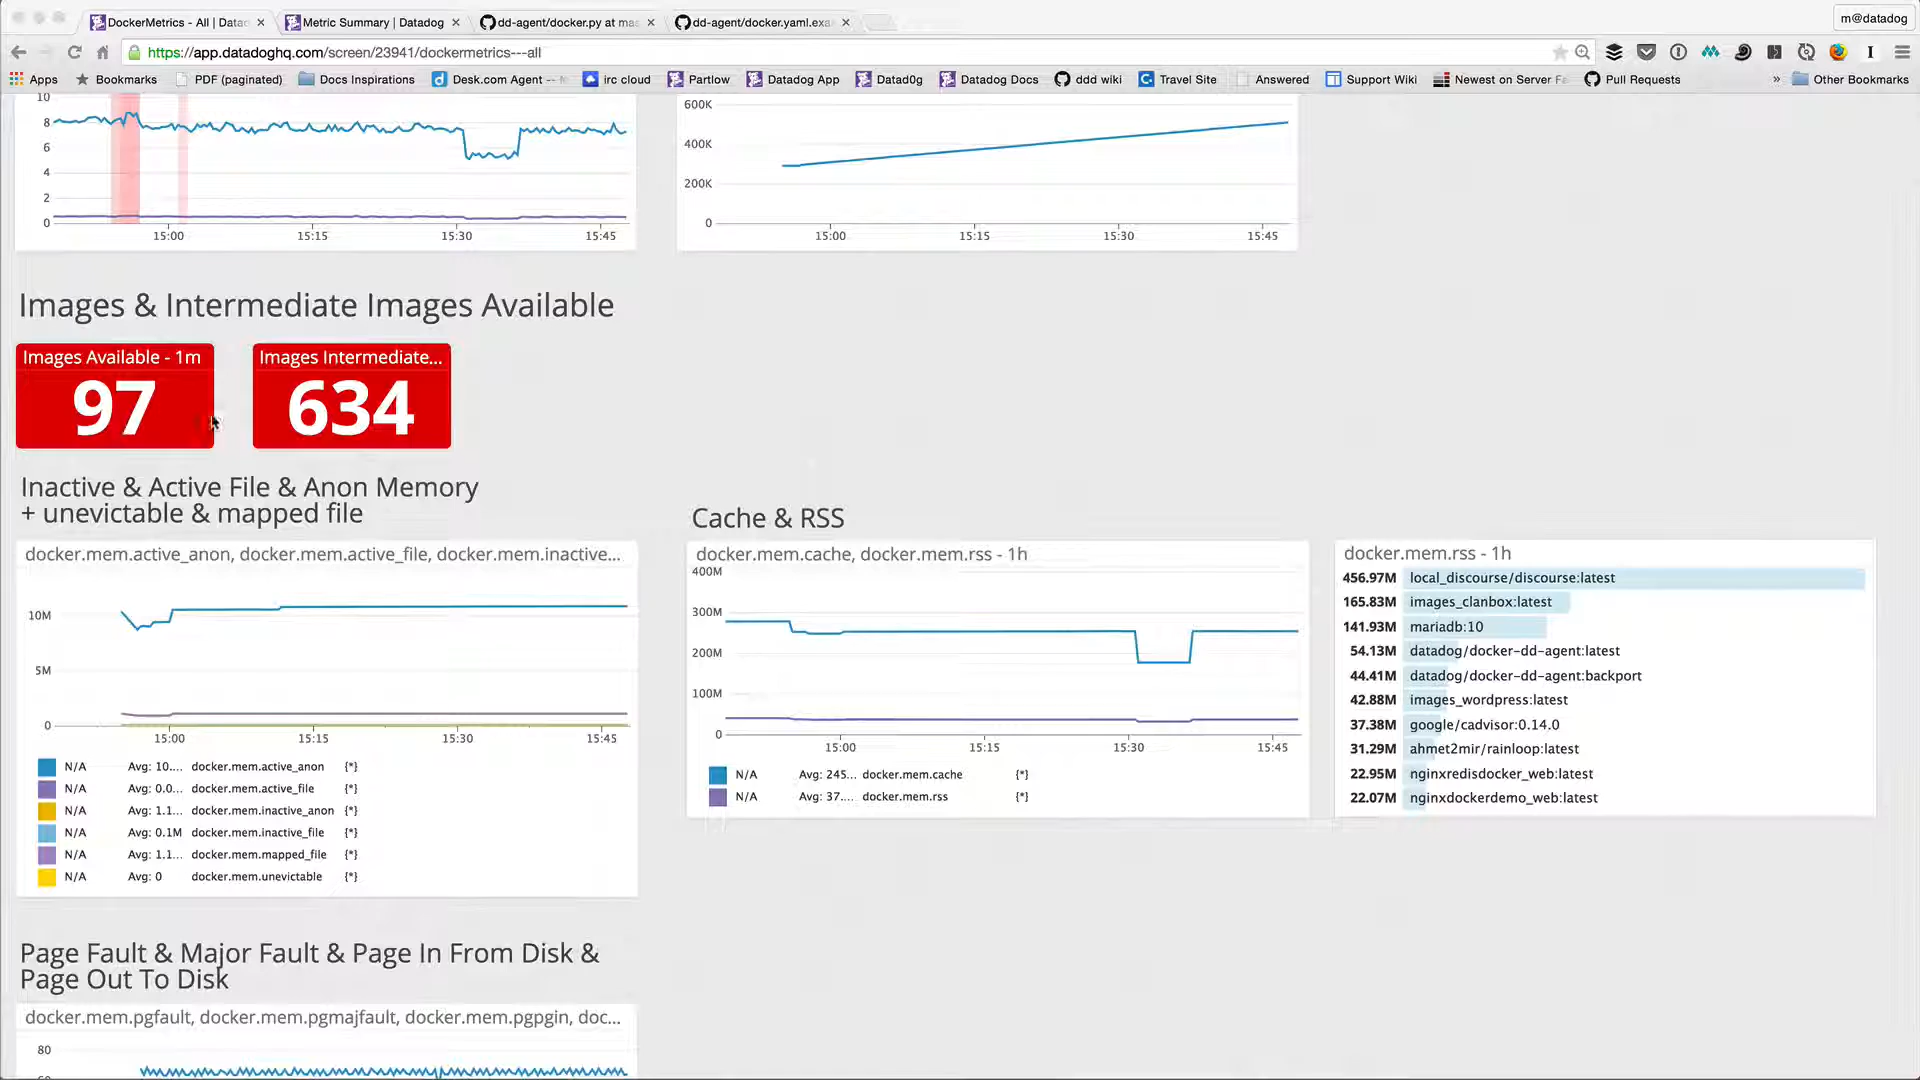 DockerMetrics - All | Datad
Metric Summary | Datadog
dd-agent/docker.py at mas
dd-agent/docker.yaml.exa
m@datadog
https://app.datadoghq.com/screen/23941/dockermetrics---all
Apps
Bookmarks
PDF (paginated)
Docs Inspirations
Desk.com Agent --
irc cloud
Partlow
Datadog App
Datad0g
Datadog Docs
ddd wiki
Travel Site
Answered
Support Wiki
Newest on Server Fa
Pull Requests
»
Other Bookmarks
10
8
6
4
2
0
15:00 15:15 15:30 15:45
600K
400K
200K
0
15:00 15:15 15:30 15:45
Images & Intermediate Images Available
Images Available - 1m
97
Images Intermediate...
634
Inactive & Active File & Anon Memory
+ unevictable & mapped file
docker.mem.active_anon, docker.mem.active_file, docker.mem.inactive...
10M
5M
0
15:00 15:15 15:30 15:45
N/A Avg: 10.... docker.mem.active_anon {*}
N/A Avg: 0.0... docker.mem.active_file {*}
N/A Avg: 1.1... docker.mem.inactive_anon {*}
N/A Avg: 0.1M docker.mem.inactive_file {*}
N/A Avg: 1.1... docker.mem.mapped_file {*}
N/A Avg: 0 docker.mem.unevictable {*}
Cache & RSS
docker.mem.cache, docker.mem.rss - 1h
400M
300M
200M
100M
0
15:00 15:15 15:30 15:45
N/A Avg: 245... docker.mem.cache {*}
N/A Avg: 37.... docker.mem.rss {*}
docker.mem.rss - 1h
456.97M local_discourse/discourse:latest
165.83M images_clanbox:latest
141.93M mariadb:10
54.13M datadog/docker-dd-agent:latest
44.41M datadog/docker-dd-agent:backport
42.88M images_wordpress:latest
37.38M google/cadvisor:0.14.0
31.29M ahmet2mir/rainloop:latest
22.95M nginxredisdocker_web:latest
22.07M nginxdockerdemo_web:latest
Page Fault & Major Fault & Page In From Disk &
Page Out To Disk
docker.mem.pgfault, docker.mem.pgmajfault, docker.mem.pgpgin, doc...
80